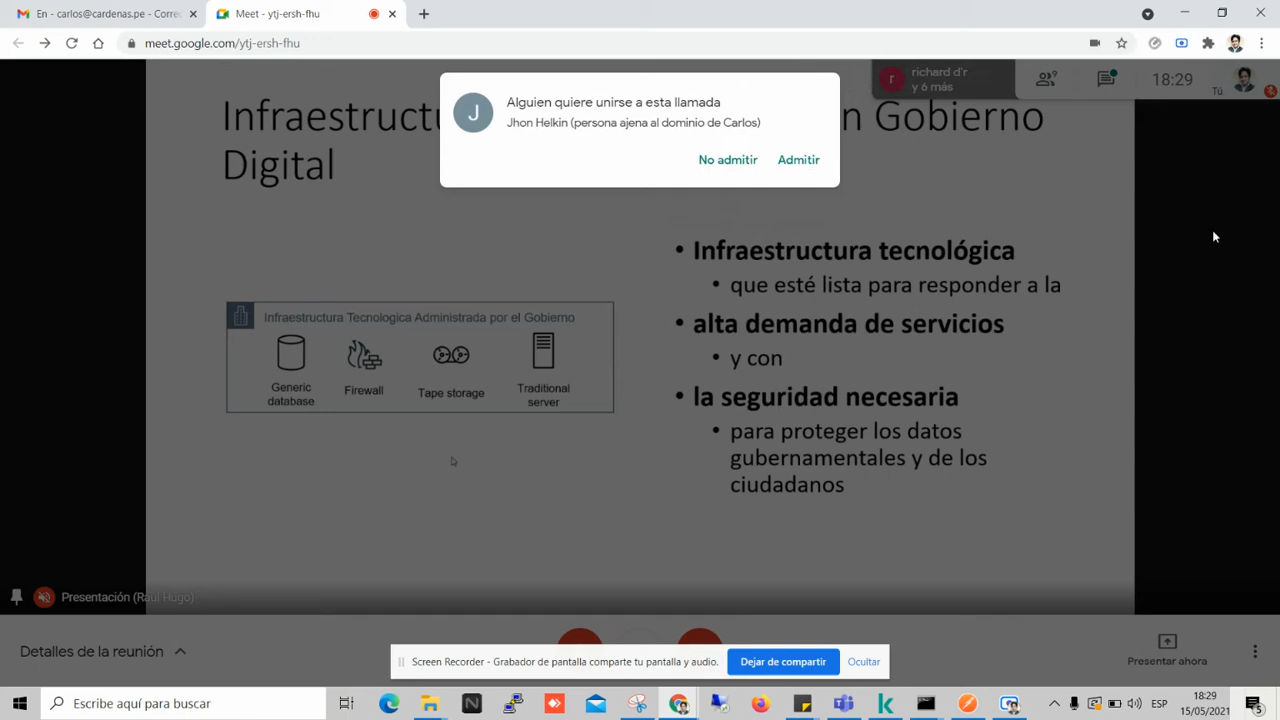 En - carlos@cardenas.pe - Correo
Meet - ytj-ersh-fhu
meet.google.com/ytj-ersh-fhu
Infraestructu
n Gobierno
Digital
Alguien quiere unirse a esta llamada
J
Jhon Helkin (persona ajena al dominio de Carlos)
No admitir
Admitir
r
richard d'r
y 6 más
9
18:29
Tú
Infraestructura Tecnologica Administrada por el Gobierno
Generic
database
Firewall
Tape storage
Traditional
server
• Infraestructura tecnológica
• que esté lista para responder a la
• alta demanda de servicios
• y con
• la seguridad necesaria
• para proteger los datos
gubernamentales y de los
ciudadanos
Presentación (Raul Hugo)
Detalles de la reunión
Screen Recorder - Grabador de pantalla comparte tu pantalla y audio.
Dejar de compartir
Ocultar
Presentar ahora
Escribe aquí para buscar
ESP
18:29
15/05/2021
5